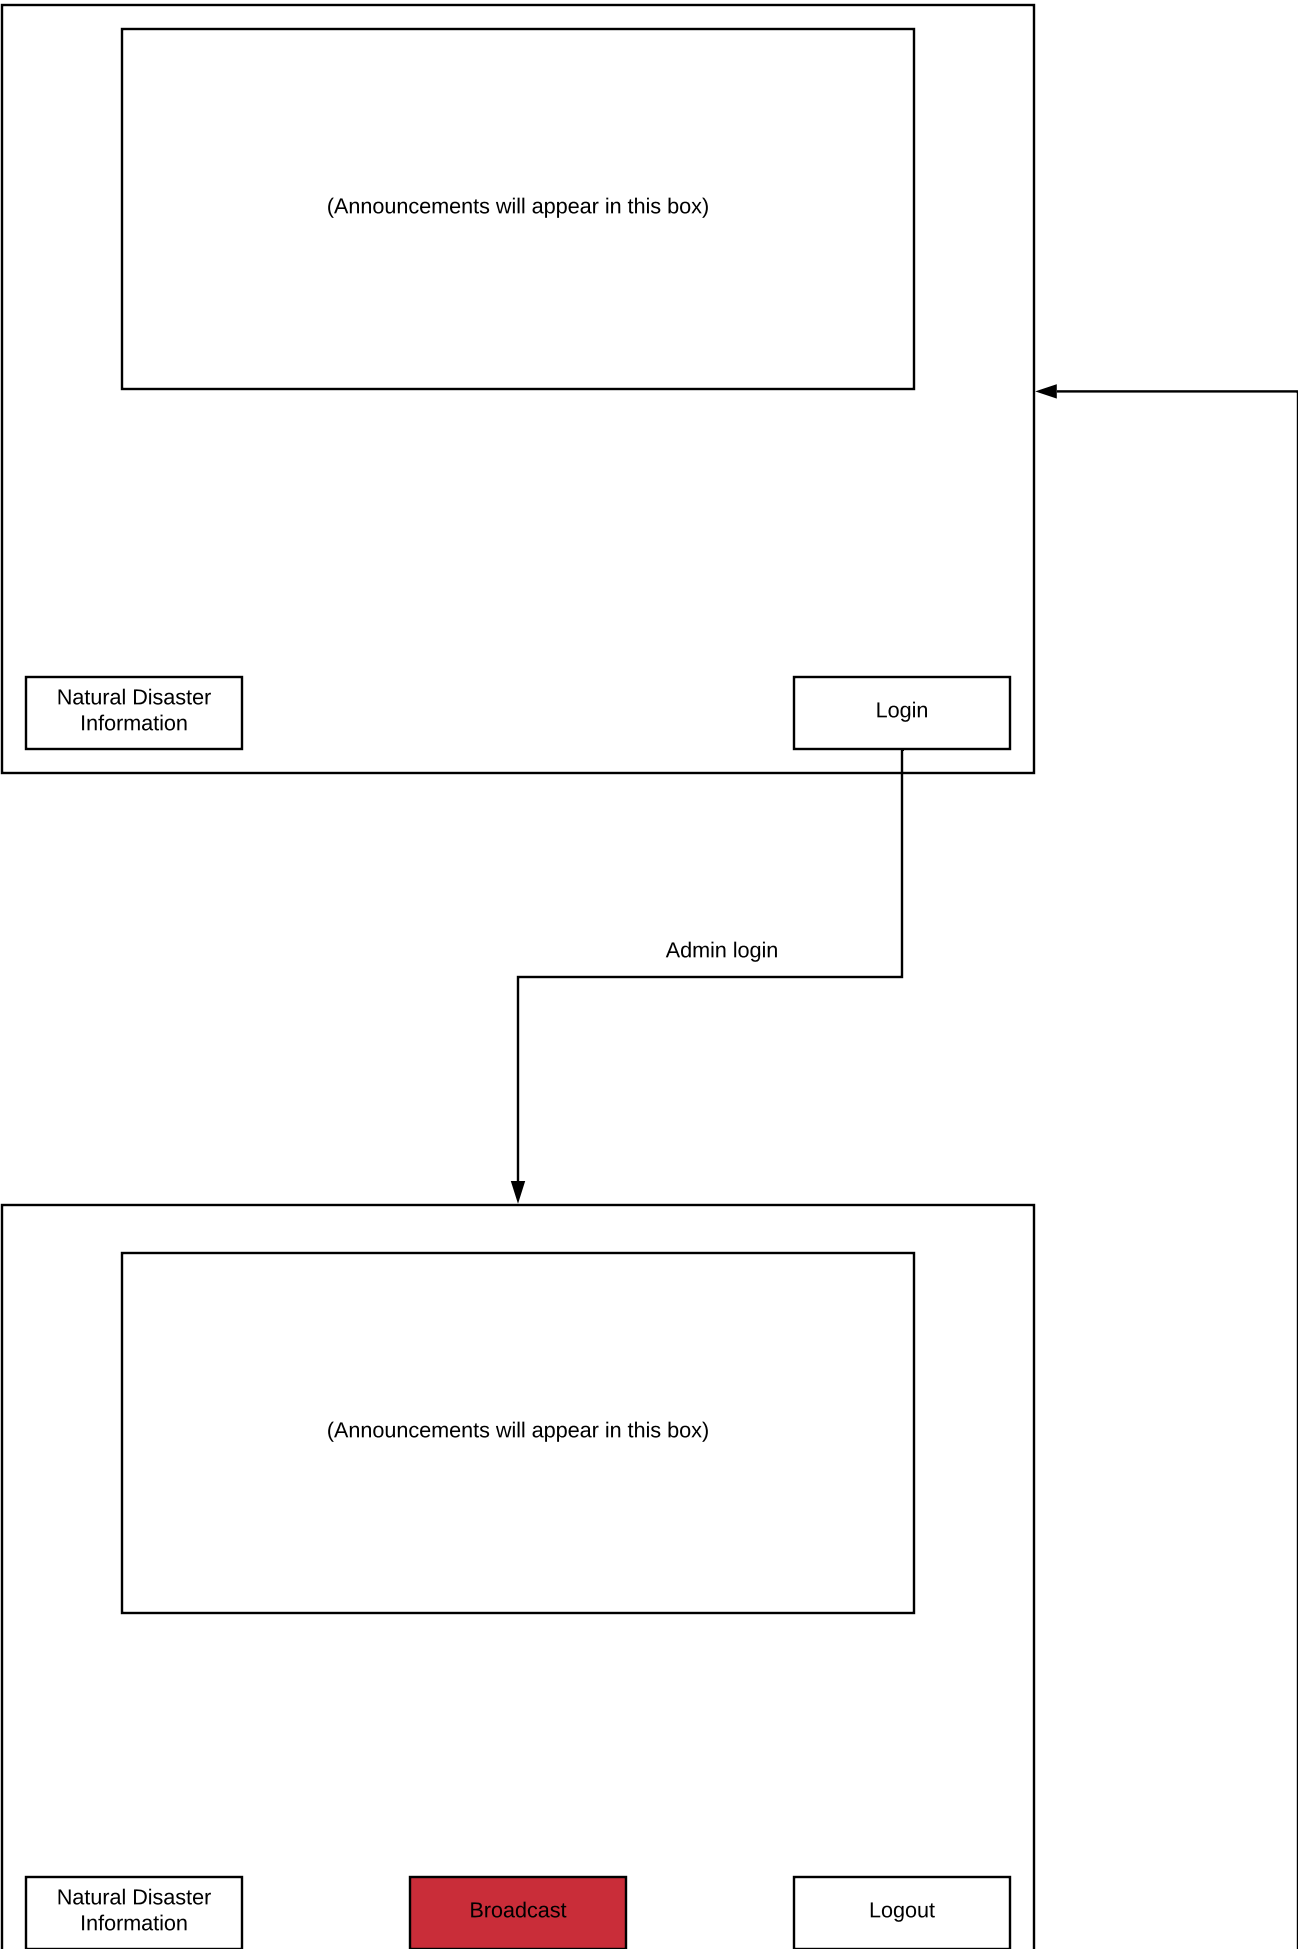 (Announcements will appear in this box)
Natural Disaster
Information
Login
Admin login
(Announcements will appear in this box)
Natural Disaster
Information
Broadcast
Logout